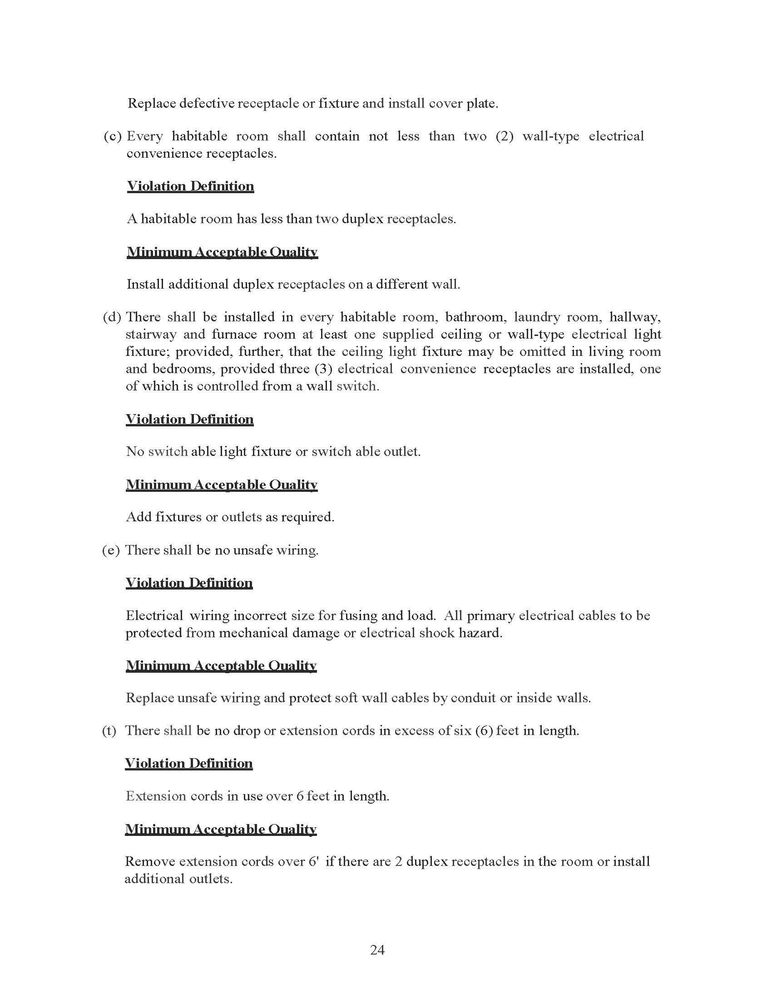 Replace defective receptacle or fixture and install cover plate.
(c) Every habitable room shall contain not less than two (2) wall-type electrical
convenience receptacles.
Violation Definition
A habitable room has less than two duplex receptacles.
Minimum Acceptable Quality
Install additional duplex receptacles on a different wall.
(d) There shall be installed in every habitable room, bathroom, laundry room, hallway,
stairway and furnace room at least one supplied ceiling or wall-type electrical light
fixture; provided, further, that the ceiling light fixture may be omitted in living room
and bedrooms, provided three (3) electrical convenience receptacles are installed, one
of which is controlled from a wall switch.
Violation Definition
No switch able light fixture or switch able outlet.
Minimum Acceptable Quality
Add fixtures or outlets as required.
(e) There shall be no unsafe wiring.
Violation Definition
Electrical wiring incorrect size for fusing and load. All primary electrical cables to be
protected from mechanical damage or electrical shock hazard.
Minimum Acceptable Quality
Replace unsafe wiring and protect soft wall cables by conduit or inside walls.
(t) There shall be no drop or extension cords in excess of six (6) feet in length.
Violation Definition
Extension cords in use over 6 feet in length.
Minimum Acceptable Quality
Remove extension cords over 6' if there are 2 duplex receptacles in the room or install
additional outlets.
24